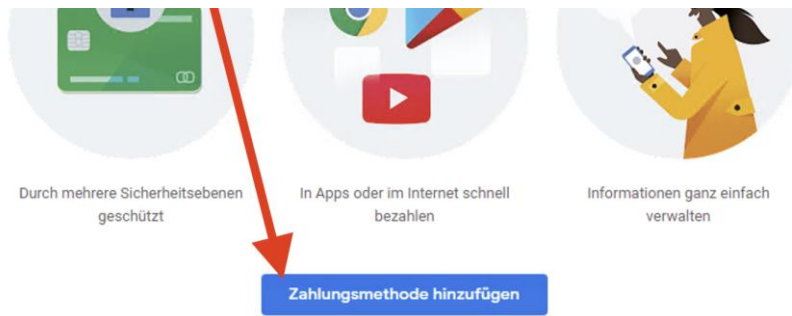 Durch mehrere Sicherheitsebenen
geschützt
In Apps oder im Internet schnell
bezahlen
Informationen ganz einfach
verwalten
Zahlungsmethode hinzufügen